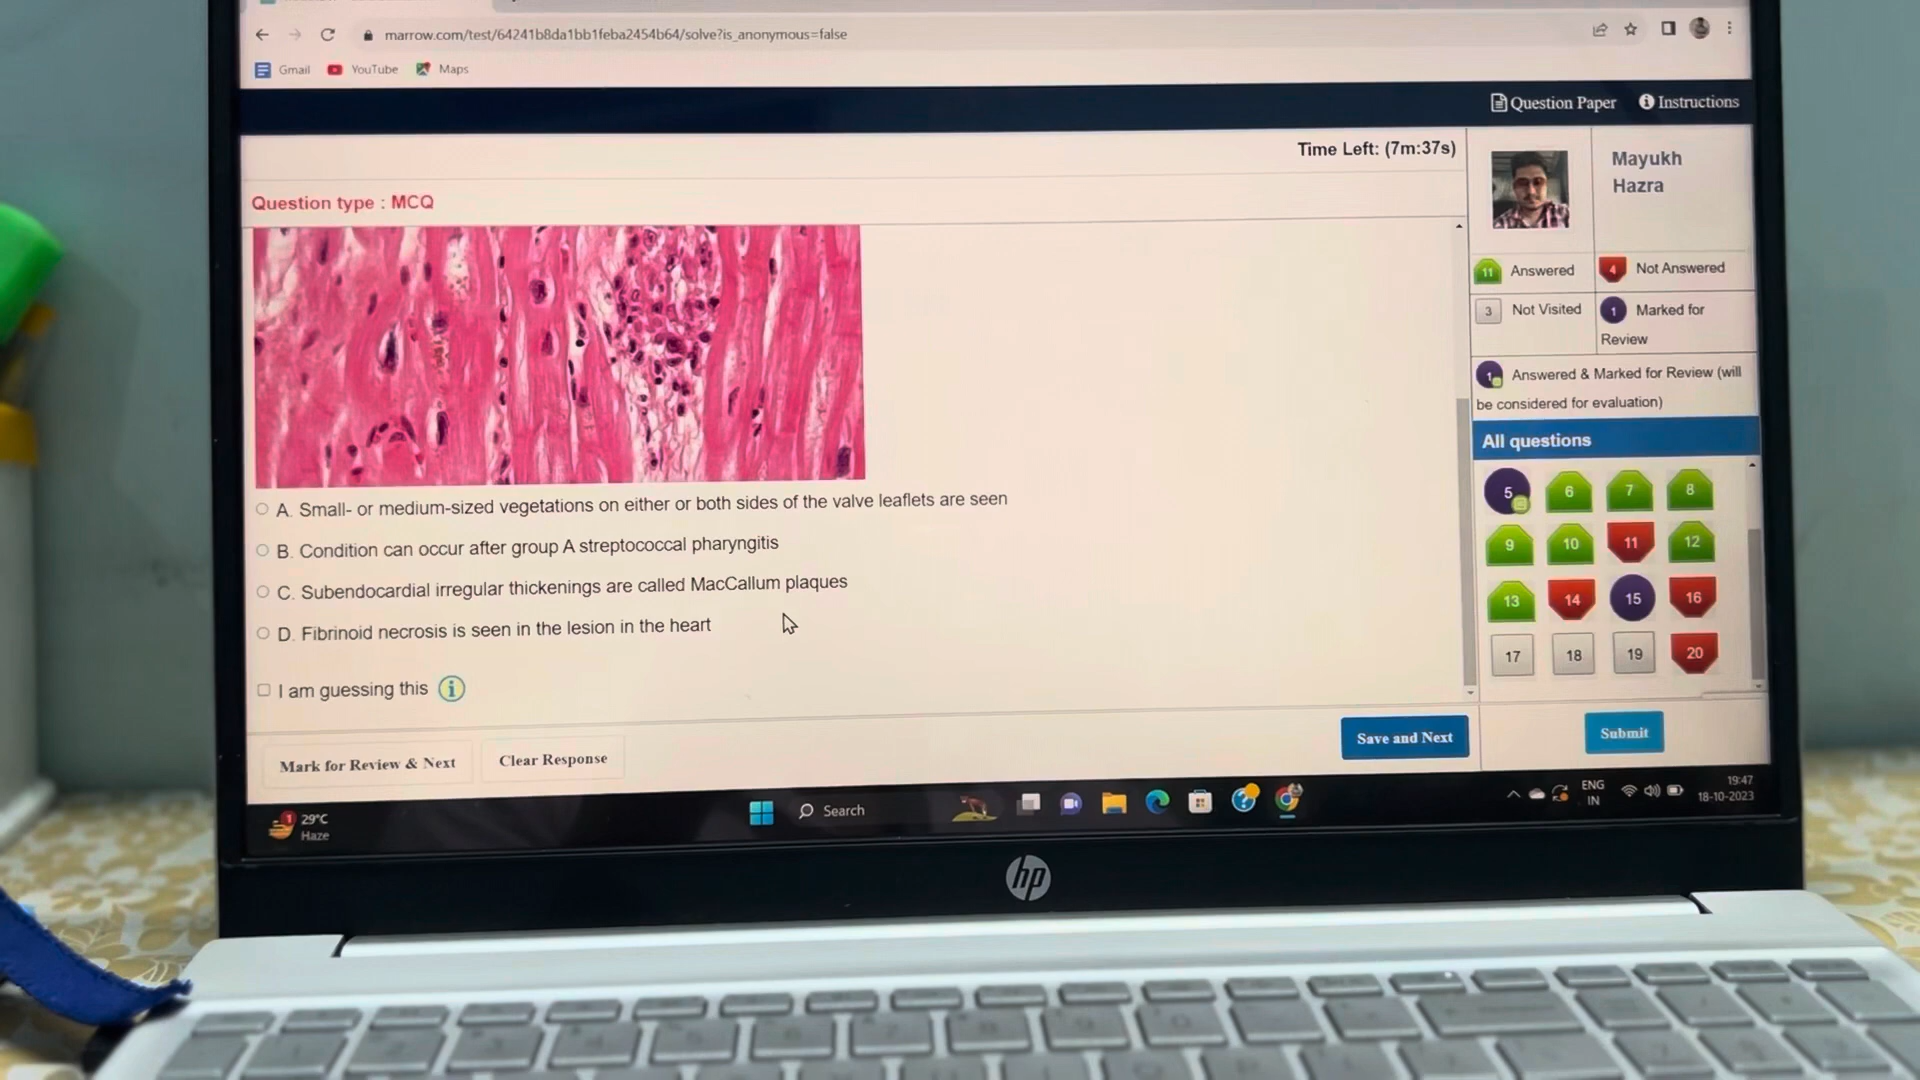 marrow.com/test/64241b8da1bb1feba2454b64/solve?is_anonymous=false
Gmail YouTube Maps
Question Paper Instructions
Time Left: (7m:37s)
Mayukh
Hazra
Question type : MCQ
11 Answered 4 Not Answered
3 Not Visited 1 Marked for
Review
1 Answered & Marked for Review (will
be considered for evaluation)
All questions
5 6 7 8
9 10 11 12
13 14 15 16
17 18 19 20
A. Small- or medium-sized vegetations on either or both sides of the valve leaflets are seen
B. Condition can occur after group A streptococcal pharyngitis
C. Subendocardial irregular thickenings are called MacCallum plaques
D. Fibrinoid necrosis is seen in the lesion in the heart
I am guessing this i
Mark for Review & Next Clear Response Save and Next Submit
1 29°C
Haze
Search
ENG
IN
19:47
18-10-2023
hp